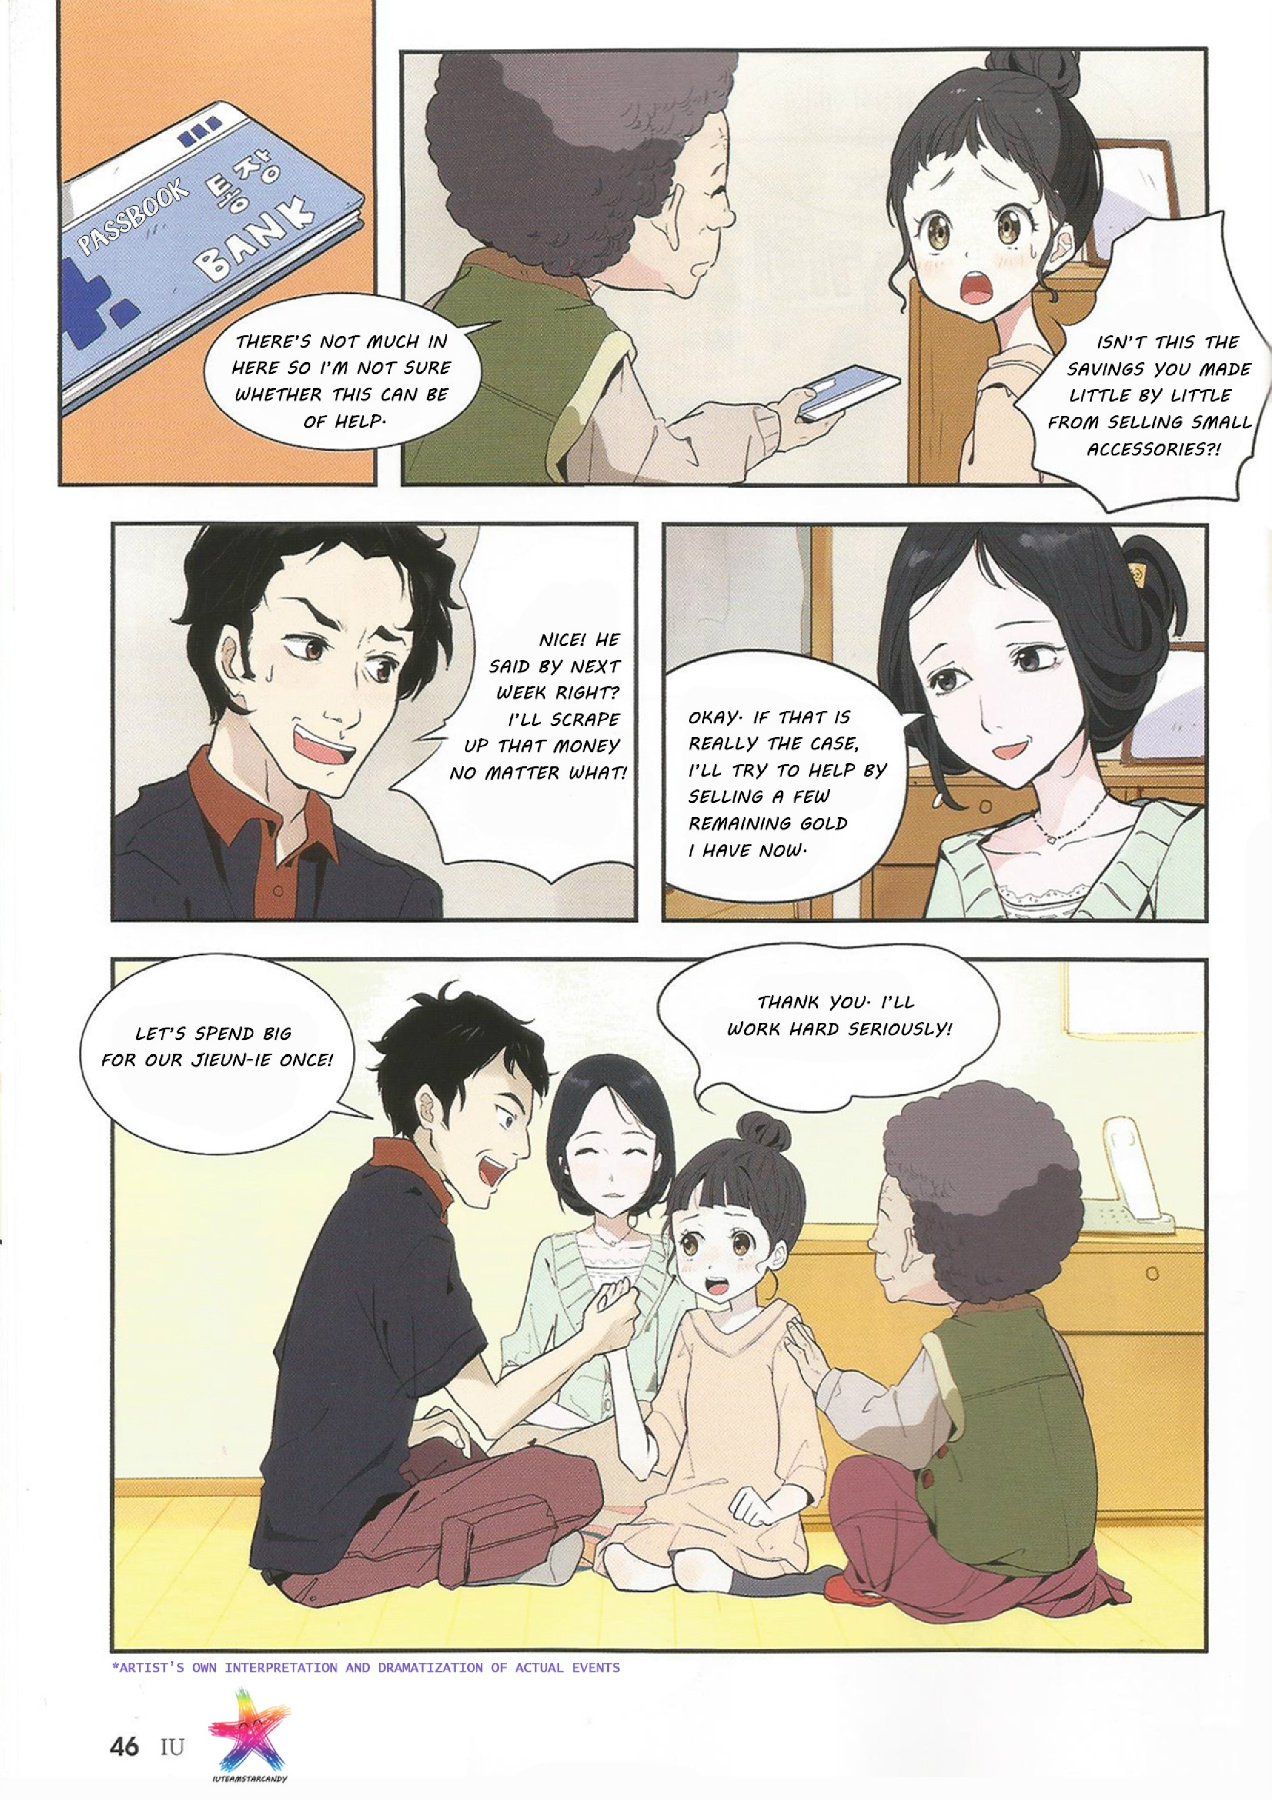 PASSBOOK
통장
BANK
THERE'S NOT MUCH IN
HERE SO I'M NOT SURE
WHETHER THIS CAN BE
OF HELP.
ISN'T THIS THE
SAVINGS YOU MADE
LITTLE BY LITTLE
FROM SELLING SMALL
ACCESSORIES?!
NICE! HE
SAID BY NEXT
WEEK RIGHT?
I'LL SCRAPE
UP THAT MONEY
NO MATTER WHAT!
OKAY. IF THAT IS
REALLY THE CASE,
I'LL TRY TO HELP BY
SELLING A FEW
REMAINING GOLD
I HAVE NOW.
LET'S SPEND BIG
FOR OUR JIEUN-IE ONCE!
THANK YOU. I'LL
WORK HARD SERIOUSLY!
*ARTIST'S OWN INTERPRETATION AND DRAMATIZATION OF ACTUAL EVENTS
46 IU
IUTEAMSTARCANDY